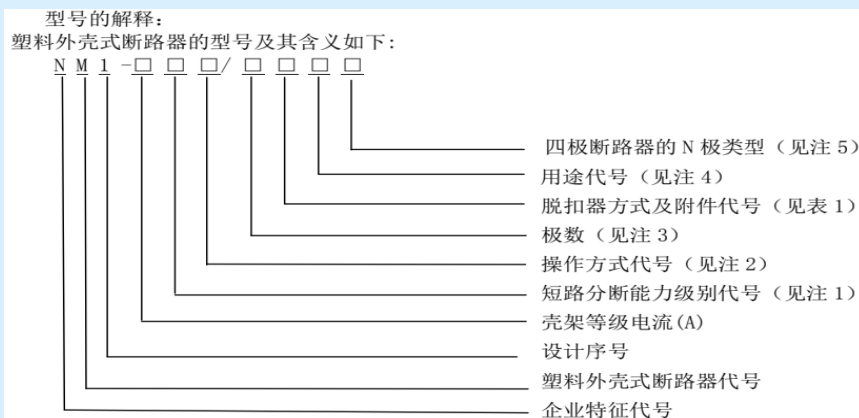 型号的解释：
塑料外壳式断路器的型号及其含义如下：
N M 1 -□ □ □/ □ □ □ □
四极断路器的 N 极类型（见注 5）
用途代号（见注 4）
脱扣器方式及附件代号（见表 1）
极数（见注 3）
操作方式代号（见注 2）
短路分断能力级别代号（见注 1）
壳架等级电流(A)
设计序号
塑料外壳式断路器代号
企业特征代号